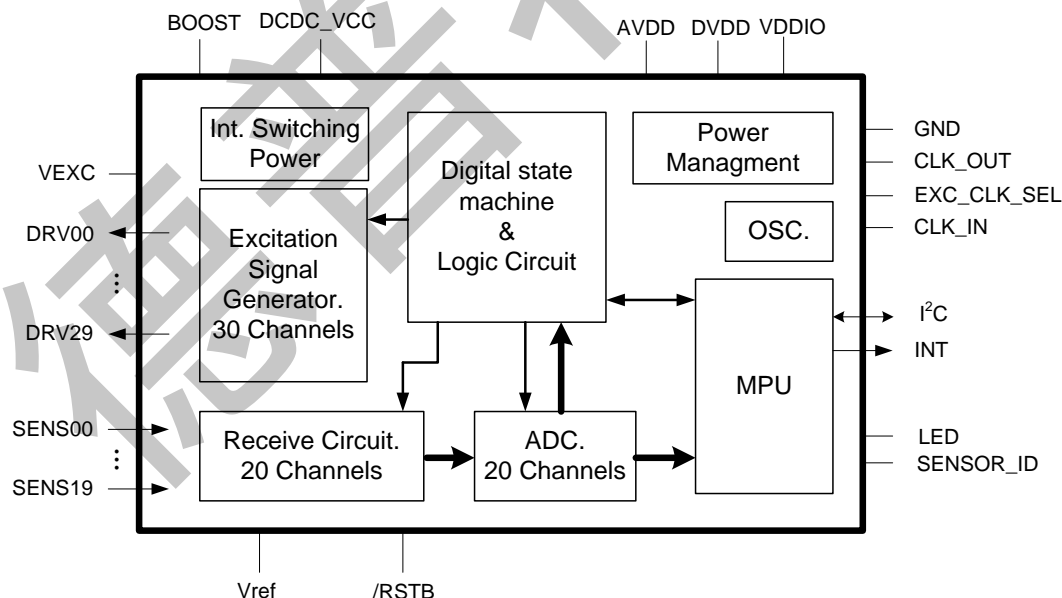 BOOST
DCDC_VCC
AVDD
DVDD
VDDIO
Int. Switching
Power
Digital state
machine
&
Logic Circuit
Power
Managment
GND
CLK_OUT
EXC_CLK_SEL
CLK_IN
OSC.
VEXC
DRV00
⋮
DRV29
Excitation
Signal
Generator.
30 Channels
I²C
INT
MPU
SENS00
⋮
SENS19
Receive Circuit.
20 Channels
ADC.
20 Channels
LED
SENSOR_ID
Vref
/RSTB
德普